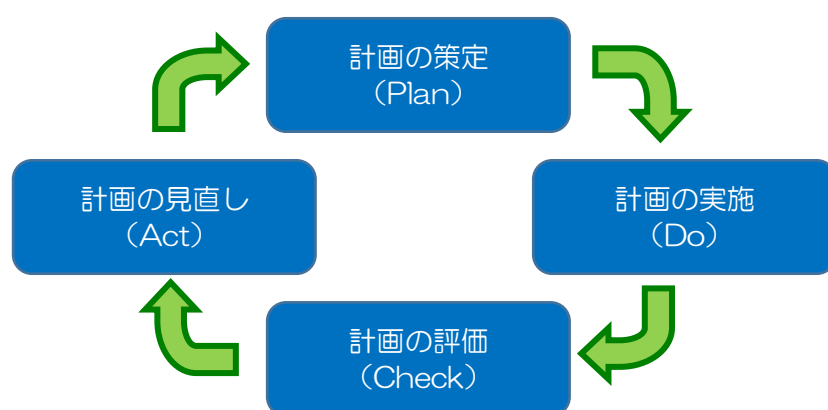 計画の策定
（Plan）
計画の見直し
（Act）
計画の実施
（Do）
計画の評価
（Check）